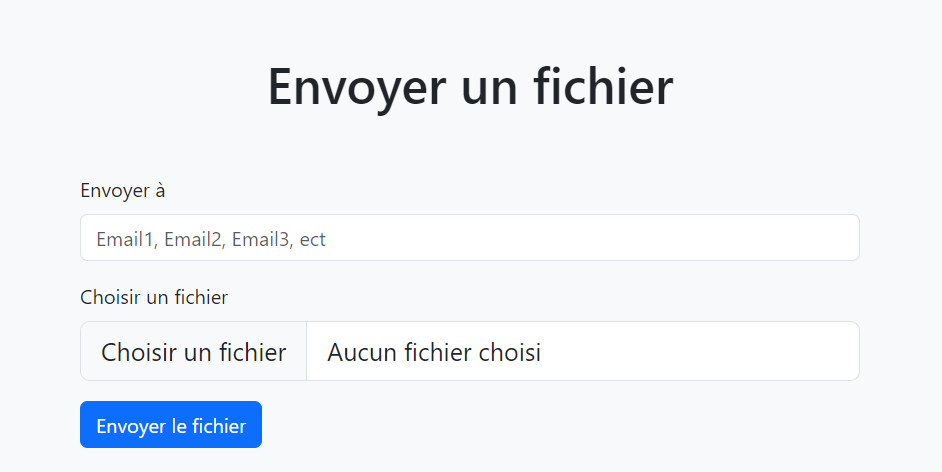 Envoyer un fichier
Envoyer à
Email1, Email2, Email3, ect
Choisir un fichier
Choisir un fichier Aucun fichier choisi
Envoyer le fichier